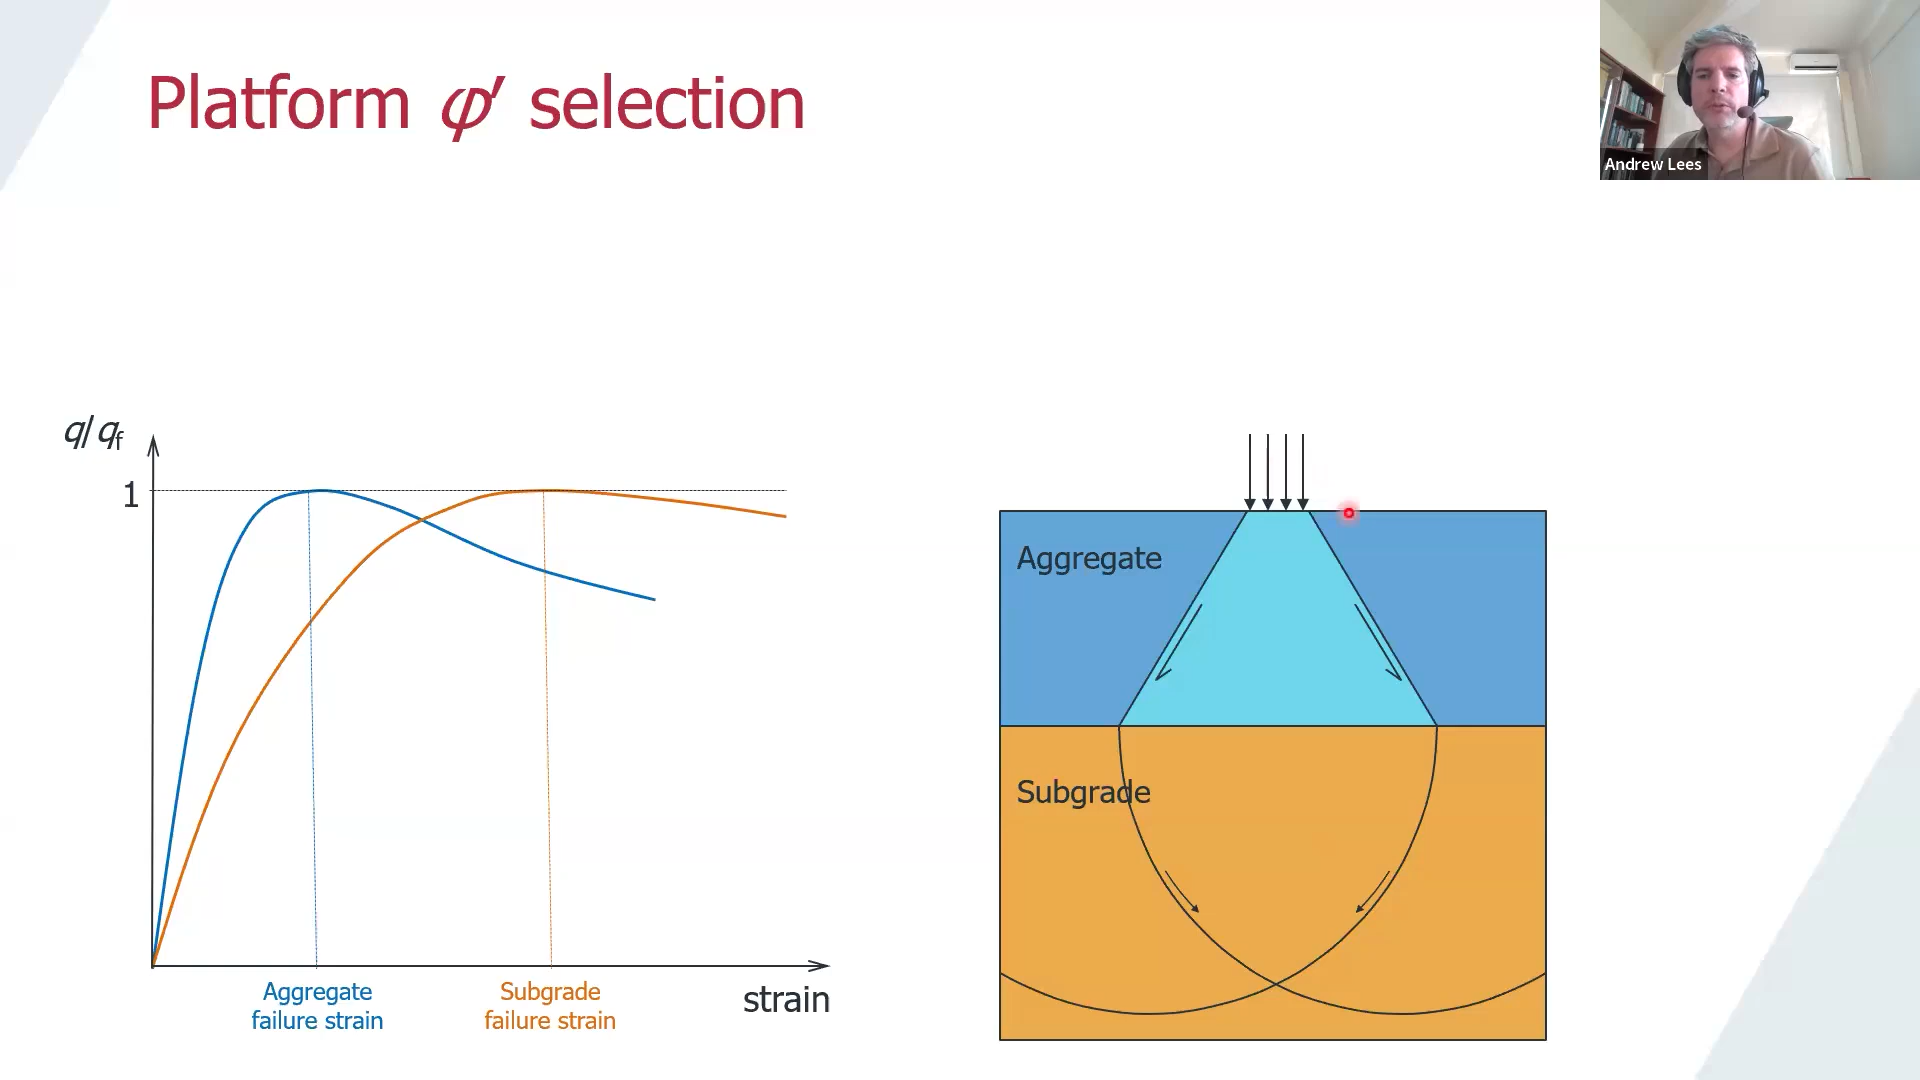 Platform φ′ selection
Andrew Lees
q/qf
1
Aggregate
failure strain
Subgrade
failure strain
strain
Aggregate
Subgrade